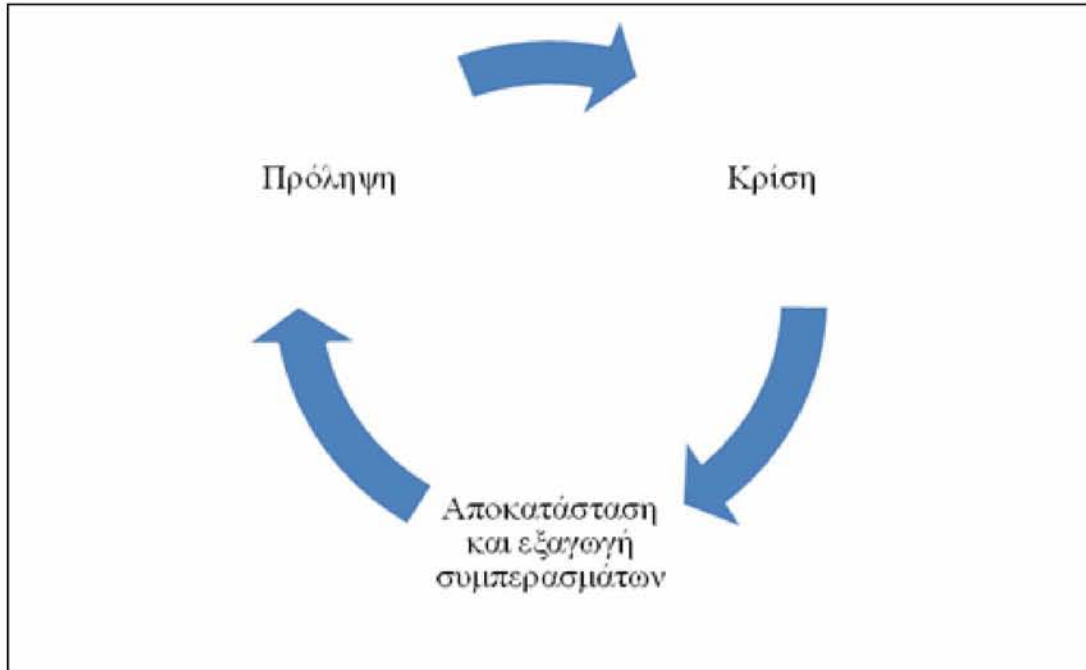 Πρόληψη
Κρίση
Αποκατάσταση
και εξαγωγή
συμπερασμάτων